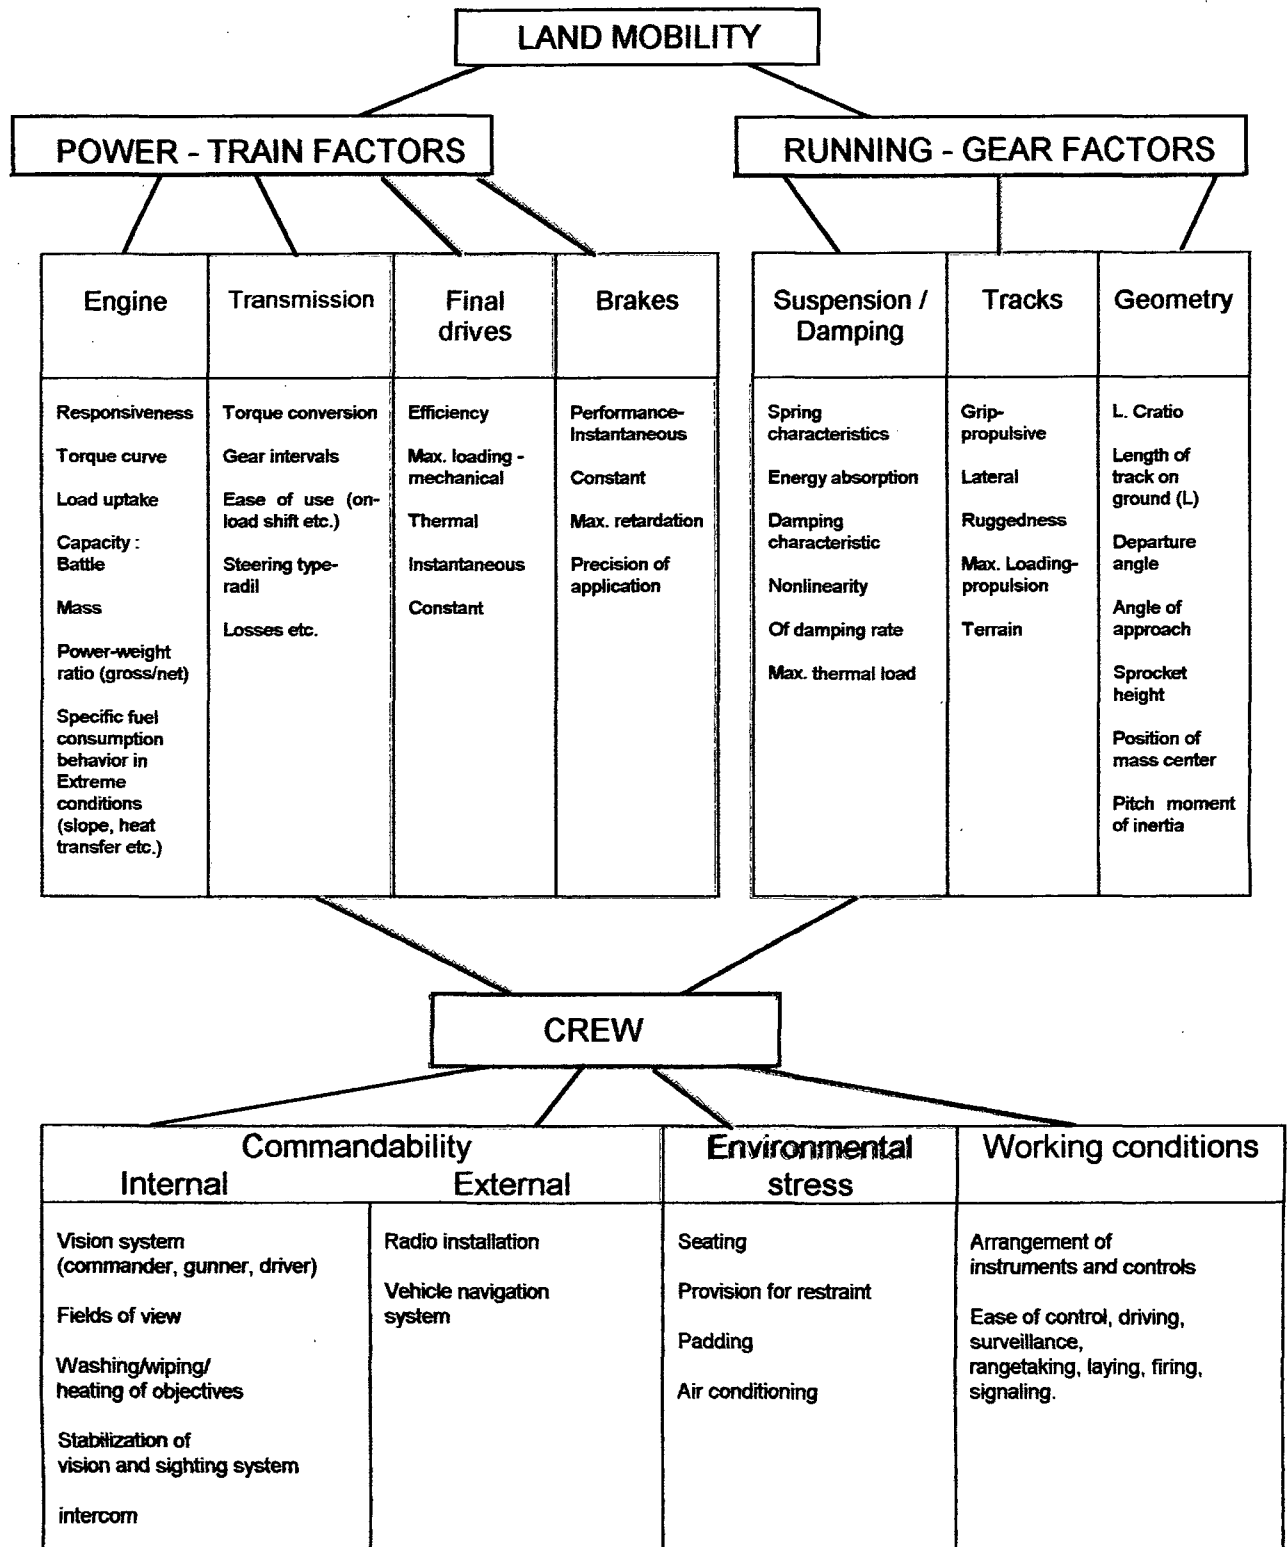 LAND MOBILITY
POWER - TRAIN FACTORS
RUNNING - GEAR FACTORS
Engine
Responsiveness
Torque curve
Load uptake
Capacity :
Battle
Mass
Power-weight
ratio (gross/net)
Specific fuel
consumption
behavior in
Extreme
conditions
(slope, heat
transfer etc.)
Transmission
Torque conversion
Gear intervals
Ease of use (on-
load shift etc.)
Steering type-
radil
Losses etc.
Final
drives
Efficiency
Max. loading -
mechanical
Thermal
Instantaneous
Constant
Brakes
Performance-
Instantaneous
Constant
Max. retardation
Precision of
application
Suspension /
Damping
Spring
characteristics
Energy absorption
Damping
characteristic
Nonlinearity
Of damping rate
Max. thermal load
Tracks
Grip-
propulsive
Lateral
Ruggedness
Max. Loading-
propulsion
Terrain
Geometry
L. Cratio
Length of
track on
ground (L)
Departure
angle
Angle of
approach
Sprocket
height
Position of
mass center
Pitch moment
of inertia
CREW
Commandability
Internal
Vision system
(commander, gunner, driver)
Fields of view
Washing/wiping/
heating of objectives
Stabilization of
vision and sighting system
intercom
External
Radio installation
Vehicle navigation
system
Environmental
stress
Seating
Provision for restraint
Padding
Air conditioning
Working conditions
Arrangement of
instruments and controls
Ease of control, driving,
surveillance,
rangetaking, laying, firing,
signaling.